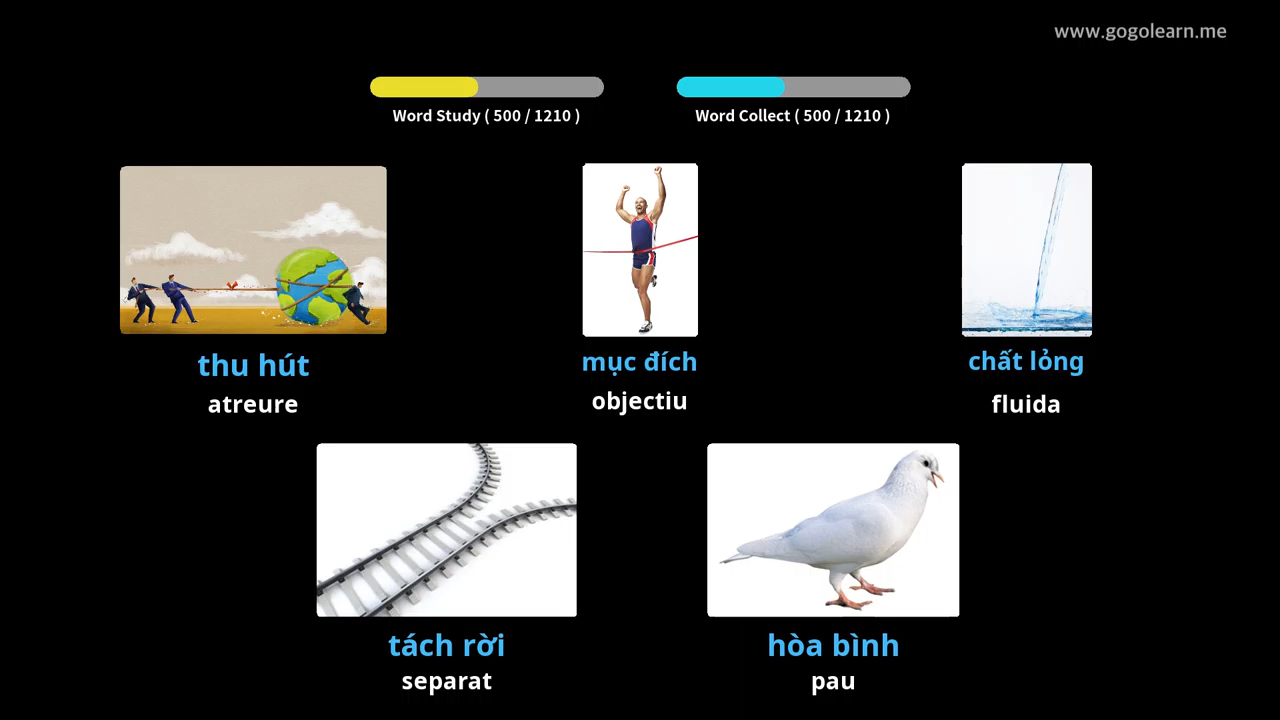 www.gogolearn.me
Word Study ( 500 / 1210 )
Word Collect ( 500 / 1210 )
thu hút
atreure
mục đích
objectiu
chất lỏng
fluida
tách rời
separat
hòa bình
pau